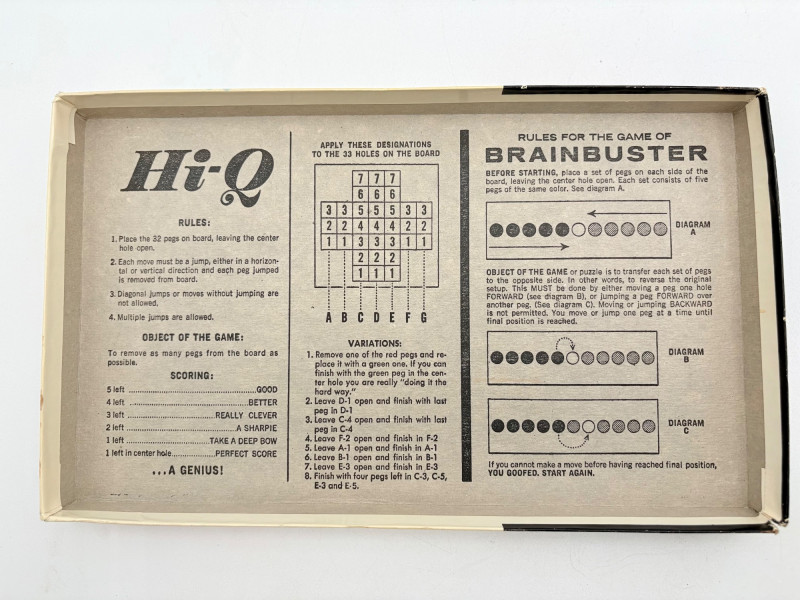 Hi-Q
RULES:
1. Place the 32 pegs on board, leaving the center
hole open.
2. Each move must be a jump, either in a horizon-
tal or vertical direction and each peg jumped
is removed from board.
3. Diagonal jumps or moves without jumping are
not allowed.
4. Multiple jumps are allowed.
OBJECT OF THE GAME:
To remove as many pegs from the board as
possible.
SCORING:
5 left ........................GOOD
4 left ........................BETTER
3 left ........................REALLY CLEVER
2 left ........................A SHARPIE
1 left ........................TAKE A DEEP BOW
1 left in center hole............PERFECT SCORE
...A GENIUS!
APPLY THESE DESIGNATIONS
TO THE 33 HOLES ON THE BOARD
7 7 7
6 6 6
3 3 5 5 5 3 3
2 2 4 4 4 2 2
1 1 3 3 3 1 1
2 2 2
1 1 1
A B C D E F G
VARIATIONS:
1. Remove one of the red pegs and re-
place it with a green one. If you can
finish with the green peg in the cen-
ter hole you are really "doing it the
hard way."
2. Leave D-1 open and finish with last
peg in D-1
3. Leave C-4 open and finish with last
peg in C-4
4. Leave F-2 open and finish in F-2
5. Leave A-1 open and finish in A-1
6. Leave B-1 open and finish in B-1
7. Leave E-3 open and finish in E-3
8. Finish with four pegs left in C-3, C-5,
E-3 and E-5.
RULES FOR THE GAME OF
BRAINBUSTER
BEFORE STARTING, place a set of pegs on each side of the
board, leaving the center hole open. Each set consists of five
pegs of the same color. See diagram A.
DIAGRAM
A
OBJECT OF THE GAME or puzzle is to transfer each set of pegs
to the opposite side. In other words, to reverse the original
setup. This MUST be done by either moving a peg one hole
FORWARD (see diagram B), or jumping a peg FORWARD over
another peg. (See diagram C). Moving or jumping BACKWARD
is not permitted. You move or jump one peg at a time until
final position is reached.
DIAGRAM
B
DIAGRAM
C
If you cannot make a move before having reached final position,
YOU GOOFED. START AGAIN.